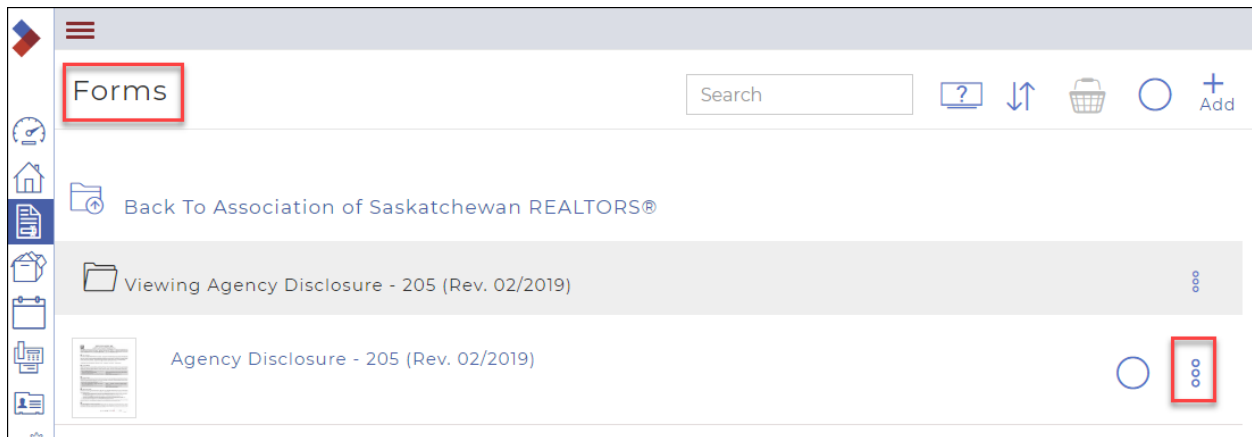 Forms
Search
?
Add
Back To Association of Saskatchewan REALTORS®
Viewing Agency Disclosure - 205 (Rev. 02/2019)
Agency Disclosure - 205 (Rev. 02/2019)